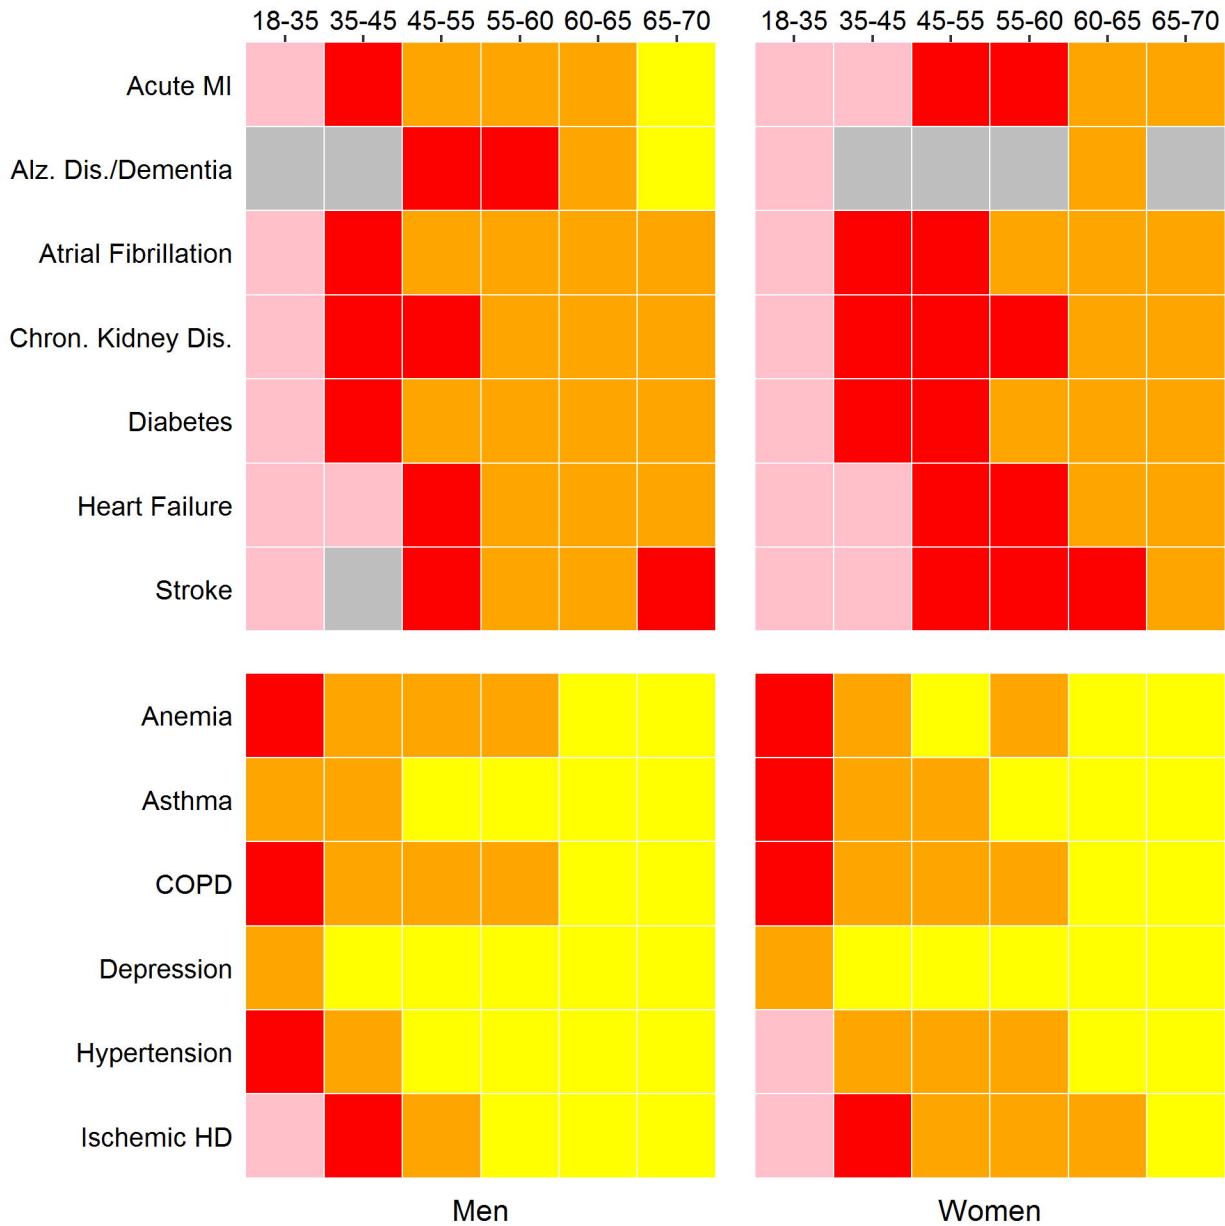 18-35 35-45 45-55 55-60 60-65 65-70 18-35 35-45 45-55 55-60 60-65 65-70
Acute MI
Alz. Dis./Dementia
Atrial Fibrillation
Chron. Kidney Dis.
Diabetes
Heart Failure
Stroke
Anemia
Asthma
COPD
Depression
Hypertension
Ischemic HD
Men Women